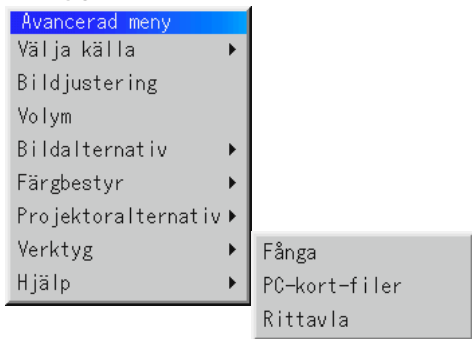 Avancerad meny
Välja källa
Bildjustering
Volym
Bildalternativ
Färgbestyr
Projektoralternativ
Verktyg
Hjälp
Fånga
PC-kort-filer
Rittavla